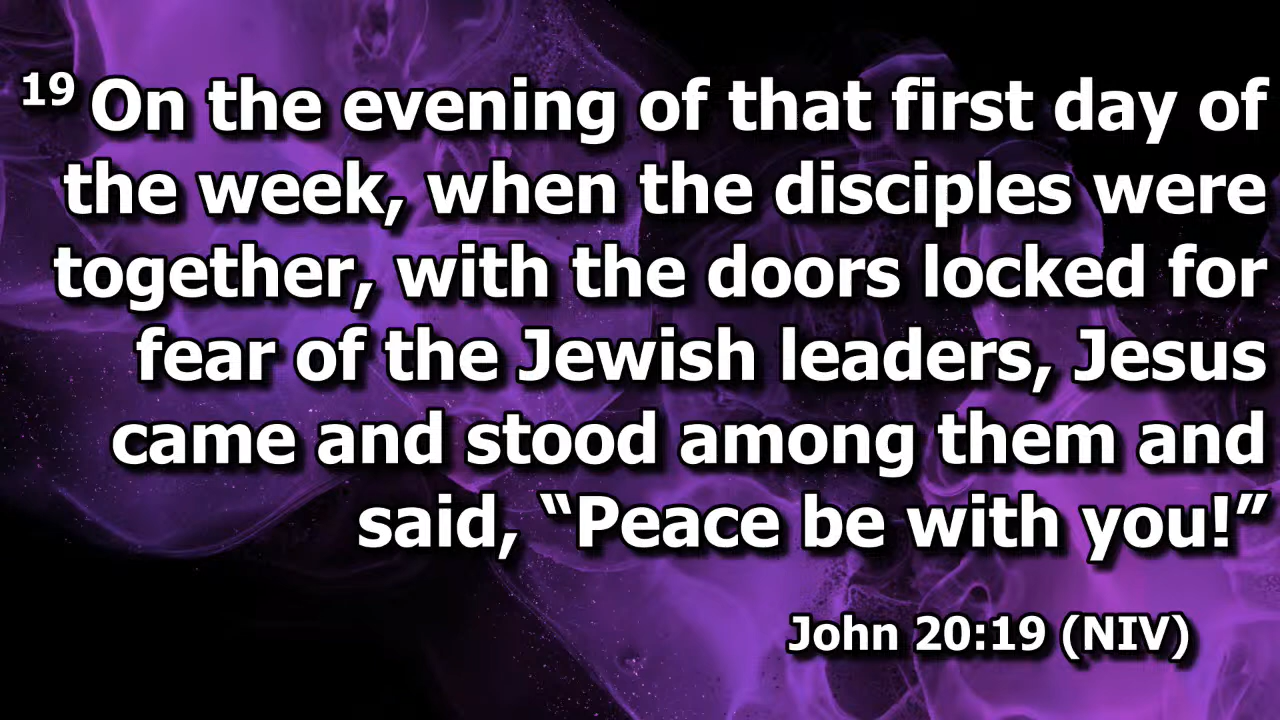 19 On the evening of that first day of
the week, when the disciples were
together, with the doors locked for
fear of the Jewish leaders, Jesus
came and stood among them and
said, “Peace be with you!”
John 20:19 (NIV)